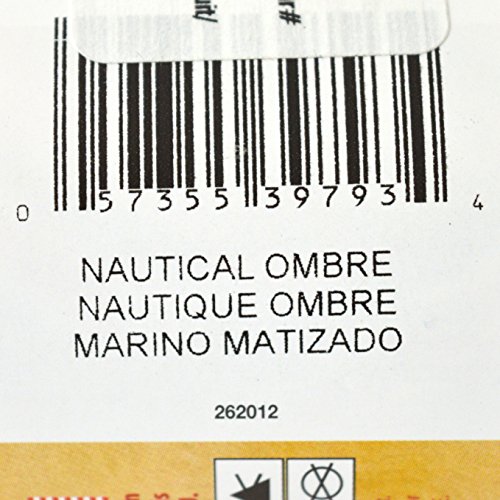 0 57355 39793 4
NAUTICAL OMBRE
NAUTIQUE OMBRE
MARINO MATIZADO
262012